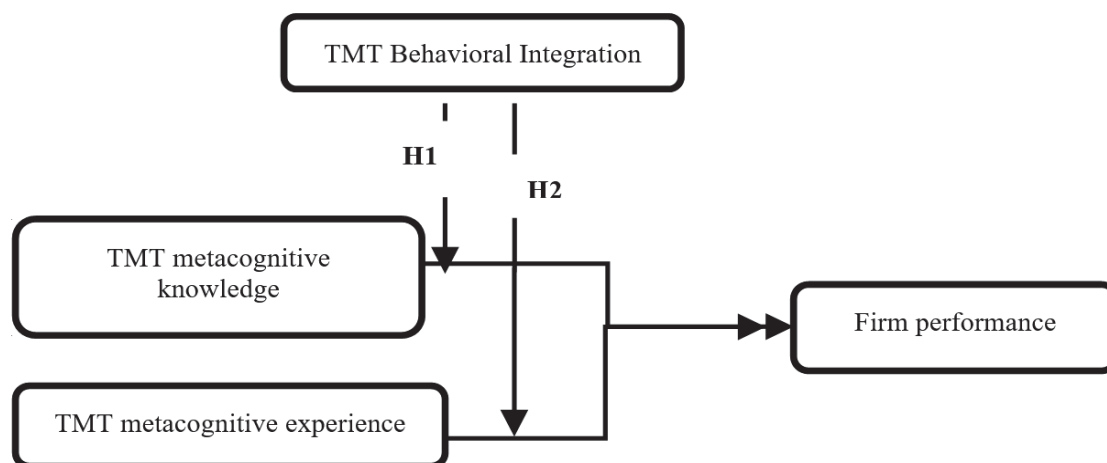 TMT Behavioral Integration
H1
H2
TMT metacognitive
knowledge
Firm performance
TMT metacognitive experience